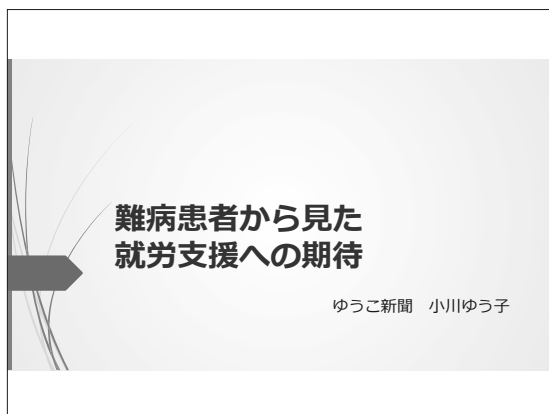 難病患者から見た
就労支援への期待
ゆうこ新聞　小川ゆう子